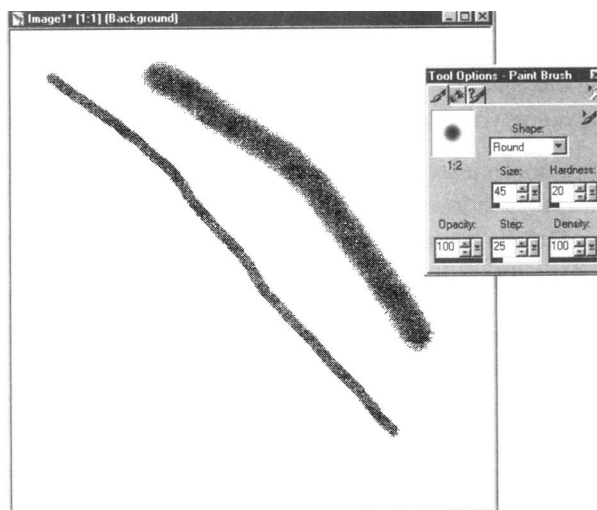 Image1* [1:1] (Background)
Tool Options - Paint Brush
Shape:
Round
1:2
Size: Hardness:
45 20
Opacity: Step: Density:
100 25 100